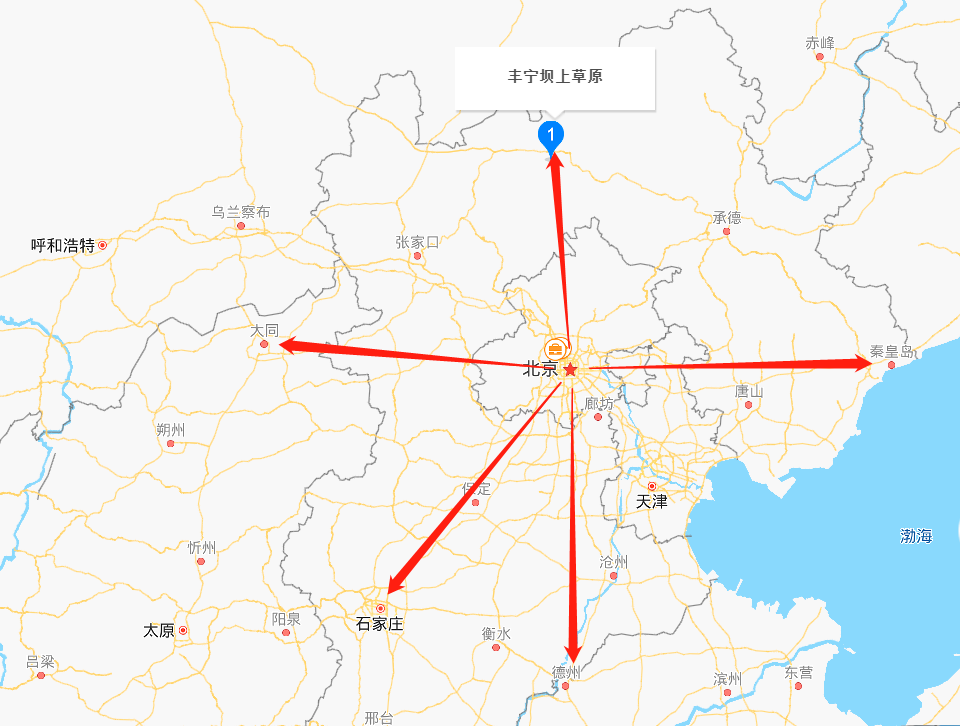 赤峰
丰宁坝上草原
1
乌兰察布
承德
呼和浩特
张家口
大同
秦皇岛
北京
唐山
廊坊
朔州
保定
天津
渤海
忻州
沧州
阳泉
石家庄
太原
衡水
吕梁
德州
滨州
东营
邢台